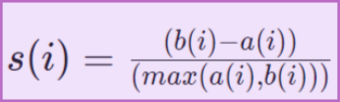 s(i) = (b(i)−a(i)) / (max(a(i),b(i)))